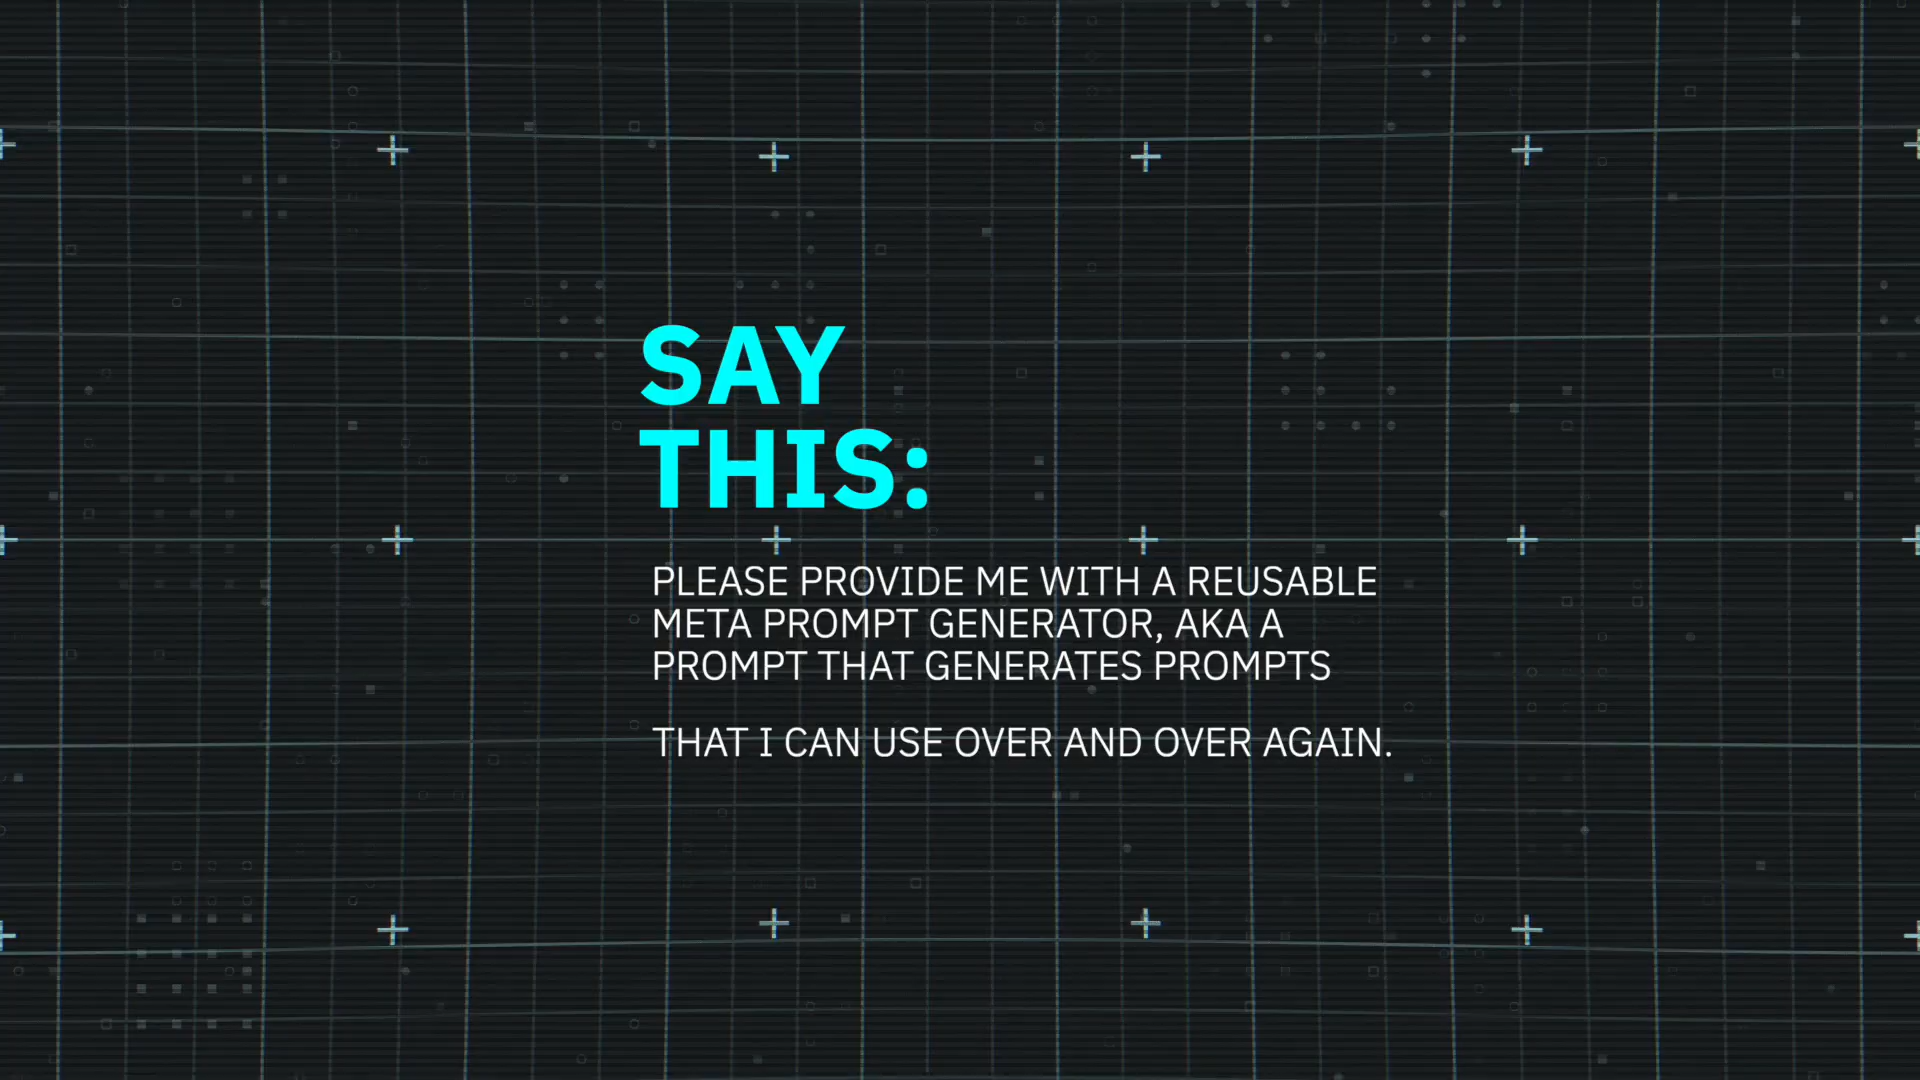 SAY
THIS:
PLEASE PROVIDE ME WITH A REUSABLE
META PROMPT GENERATOR, AKA A
PROMPT THAT GENERATES PROMPTS
THAT I CAN USE OVER AND OVER AGAIN.